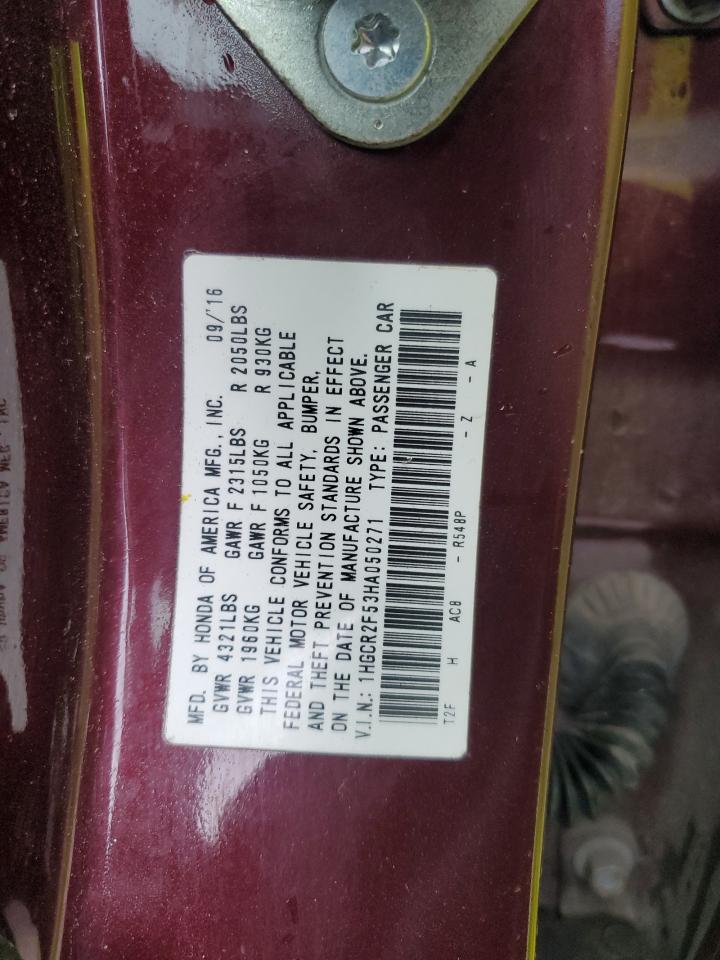 MFD. BY HONDA OF AMERICA MFG., INC. 09/'16
GVWR 4321LBS GAWR F 2315LBS R 2050LBS
GVWR 1960KG GAWR F 1050KG R 930KG
THIS VEHICLE CONFORMS TO ALL APPLICABLE
FEDERAL MOTOR VEHICLE SAFETY, BUMPER,
AND THEFT PREVENTION STANDARDS IN EFFECT
ON THE DATE OF MANUFACTURE SHOWN ABOVE.
V.I.N.: 1HGCR2F53HA050271 TYPE: PASSENGER CAR
T2F H AC8 - R548P - Z - A